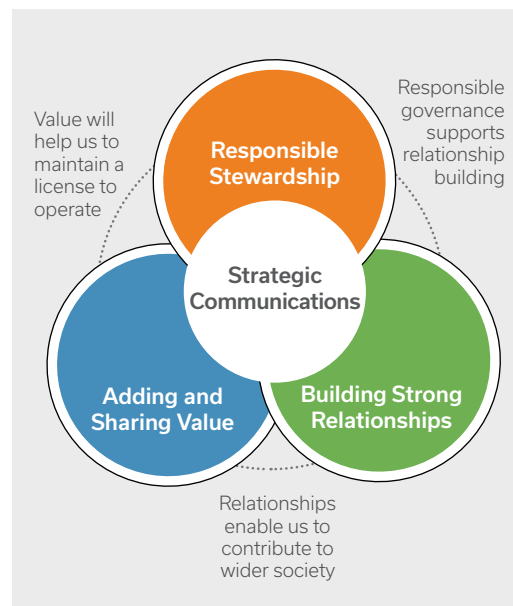 Value will
help us to
maintain a
license to
operate
Responsible
governance
supports
relationship
building
Responsible
Stewardship
Strategic
Communications
Adding and
Sharing Value
Building Strong
Relationships
Relationships
enable us to
contribute to
wider society